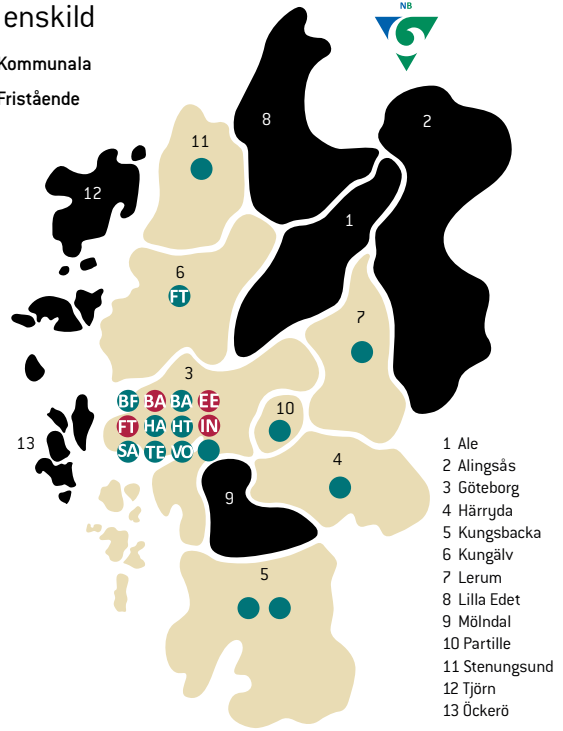 enskild
NB
Kommunala
Fristående
8
2
11
12
1
6
FT
7
3
BF BA BA EE
10
FT HA HT IN
13
SA TE VO
4
9
5
1 Ale
2 Alingsås
3 Göteborg
4 Härryda
5 Kungsbacka
6 Kungälv
7 Lerum
8 Lilla Edet
9 Mölndal
10 Partille
11 Stenungsund
12 Tjörn
13 Öckerö